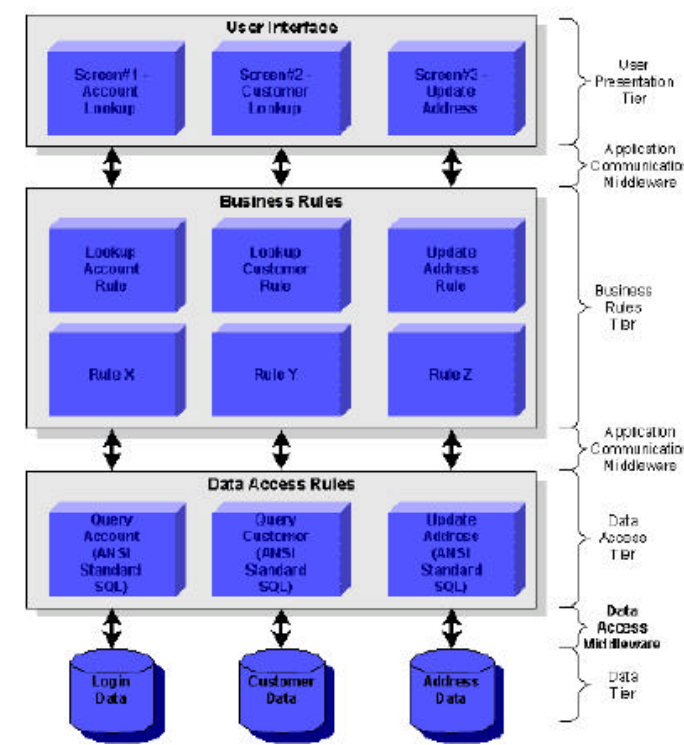 User Interface
Screen#1 -
Account
Lookup
Screen#2 -
Customer
Lookup
Screen#3 -
Update
Address
User
Presentation
Tier
Application
Communication
Middleware
Business Rules
Lookup
Account
Rule
Lookup
Customer
Rule
Update
Address
Rule
Rule X
Rule Y
Rule Z
Business
Rules
Tier
Application
Communication
Middleware
Data Access Rules
Query
Account
(ANSI
Standard
SQL)
Query
Customer
(ANSI
Standard
SQL)
Update
Address
(ANSI
Standard
SQL)
Data
Access
Tier
Data
Access
Middleware
Login
Data
Customer
Data
Address
Data
Data
Tier